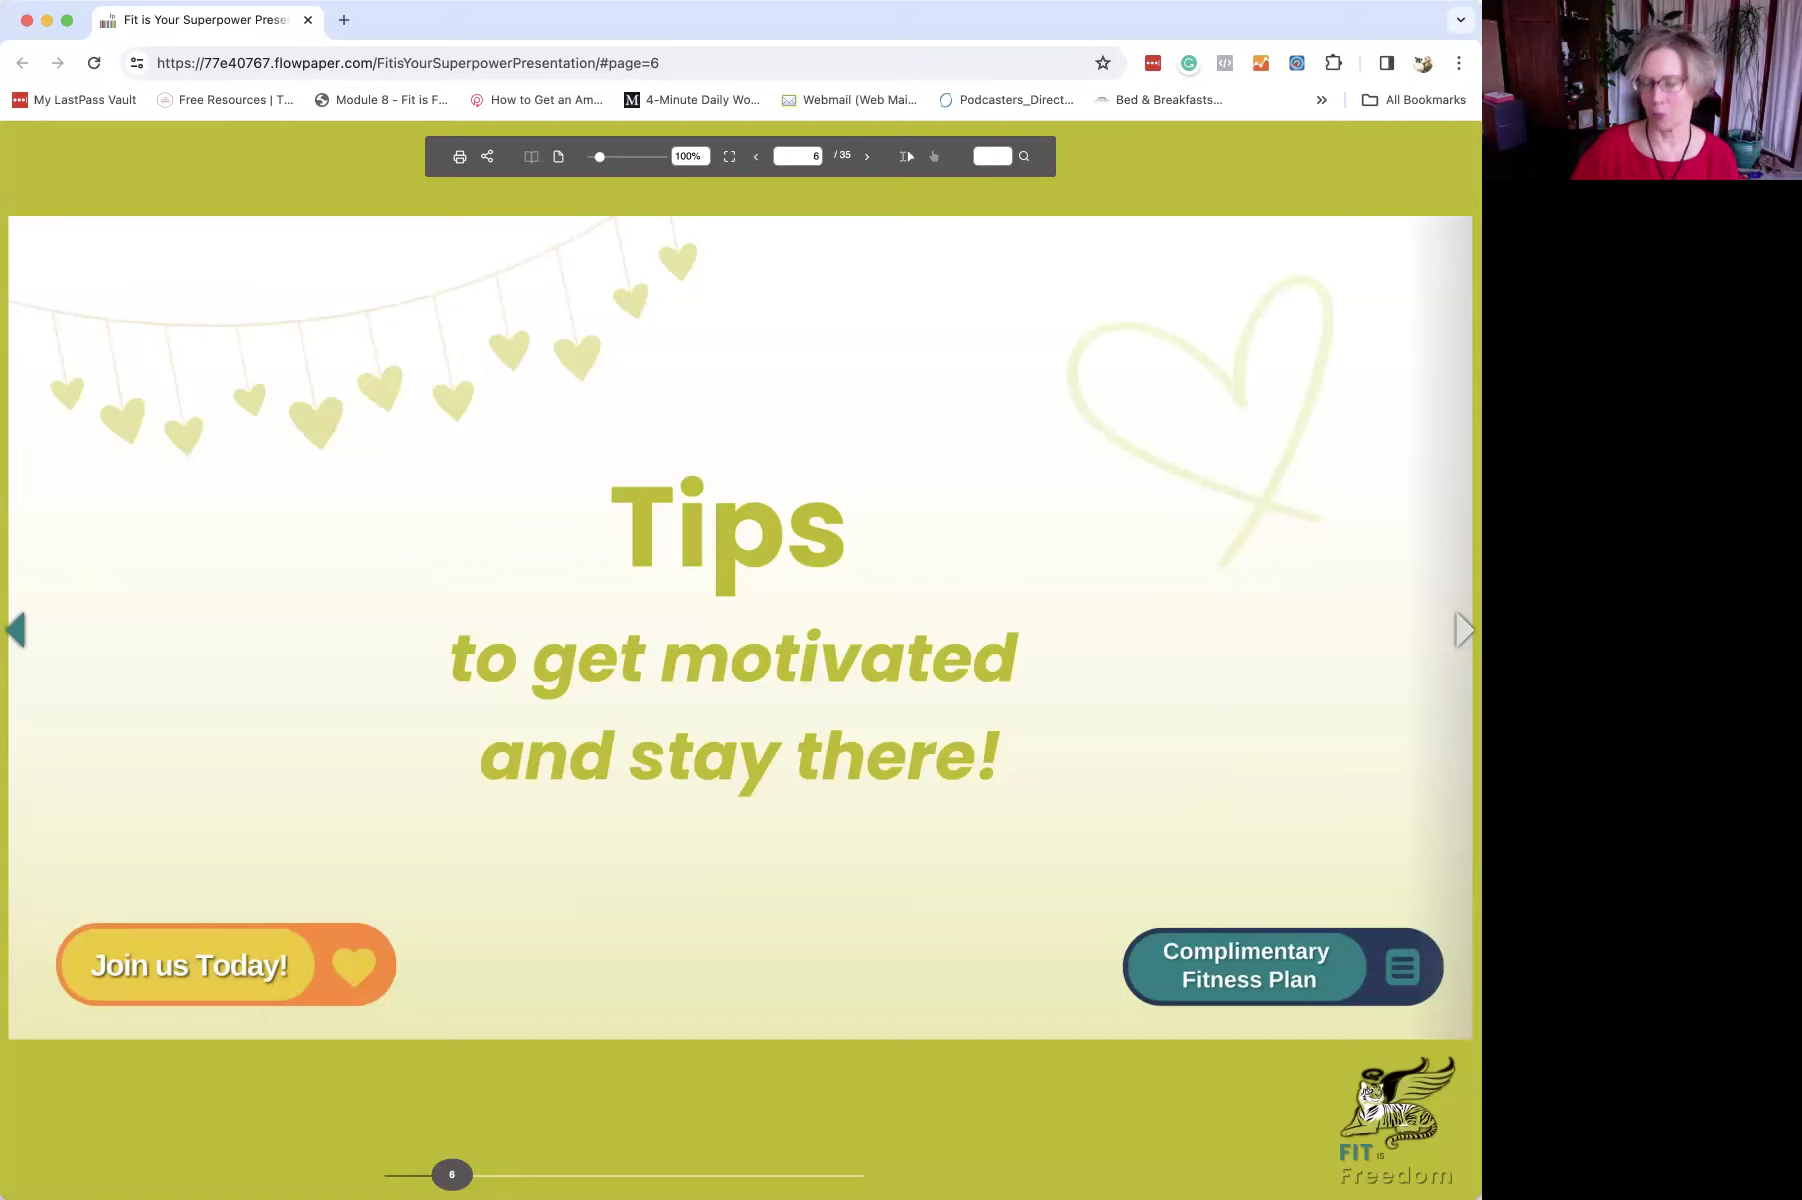 Fit is Your Superpower Prese
https://77e40767.flowpaper.com/FitisYourSuperpowerPresentation/#page=6
My LastPass Vault
Free Resources | T...
Module 8 - Fit is F...
How to Get an Am...
4-Minute Daily Wo...
Webmail (Web Mai...
Podcasters_Direct...
Bed & Breakfasts...
All Bookmarks
100%
6 / 35
Tips
to get motivated
and stay there!
Join us Today!
Complimentary
Fitness Plan
FIT IS
Freedom
6